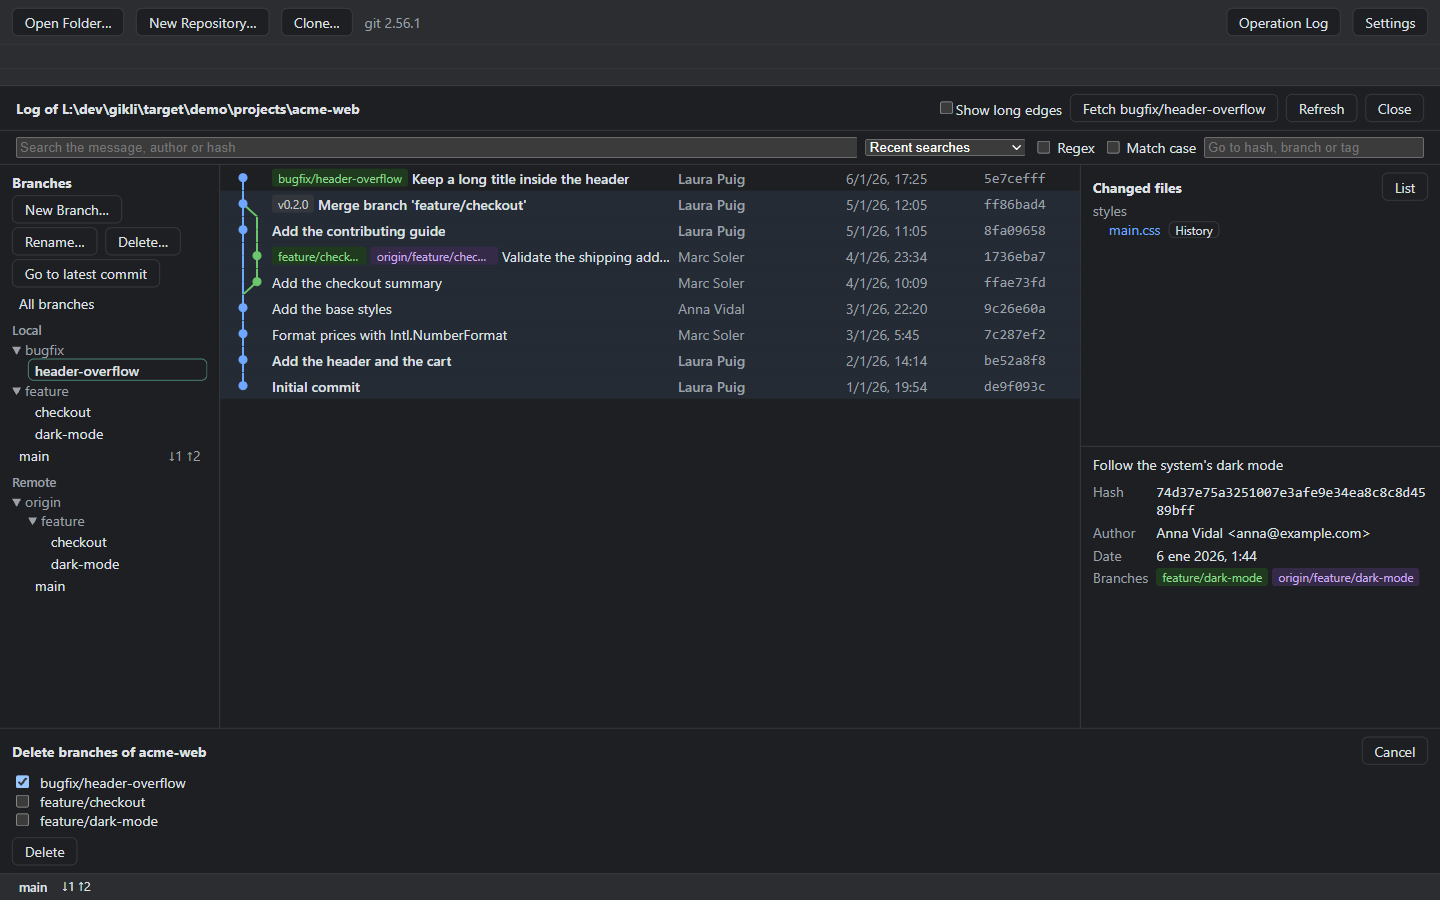 Open Folder... New Repository... Clone... git 2.56.1 Operation Log Settings
Log of L:\dev\gikli\target\demo\projects\acme-web Show long edges Fetch bugfix/header-overflow Refresh Close
Search the message, author or hash Recent searches Regex Match case Go to hash, branch or tag
Branches
New Branch...
Rename... Delete...
Go to latest commit
All branches
Local
bugfix
header-overflow
feature
checkout
dark-mode
main ↓1 ↑2
Remote
origin
feature
checkout
dark-mode
main
bugfix/header-overflow Keep a long title inside the header Laura Puig 6/1/26, 17:25 5e7cefff
v0.2.0 Merge branch 'feature/checkout' Laura Puig 5/1/26, 12:05 ff86bad4
Add the contributing guide Laura Puig 5/1/26, 11:05 8fa09658
feature/check... origin/feature/chec... Validate the shipping add... Marc Soler 4/1/26, 23:34 1736eba7
Add the checkout summary Marc Soler 4/1/26, 10:09 ffae73fd
Add the base styles Anna Vidal 3/1/26, 22:20 9c26e60a
Format prices with Intl.NumberFormat Marc Soler 3/1/26, 5:45 7c287ef2
Add the header and the cart Laura Puig 2/1/26, 14:14 be52a8f8
Initial commit Laura Puig 1/1/26, 19:54 de9f093c
Changed files List
styles
main.css History
Follow the system's dark mode
Hash 74d37e75a3251007e3afe9e34ea8c8c8d45
89bff
Author Anna Vidal <anna@example.com>
Date 6 ene 2026, 1:44
Branches feature/dark-mode origin/feature/dark-mode
Delete branches of acme-web Cancel
bugfix/header-overflow
feature/checkout
feature/dark-mode
Delete
main ↓1 ↑2